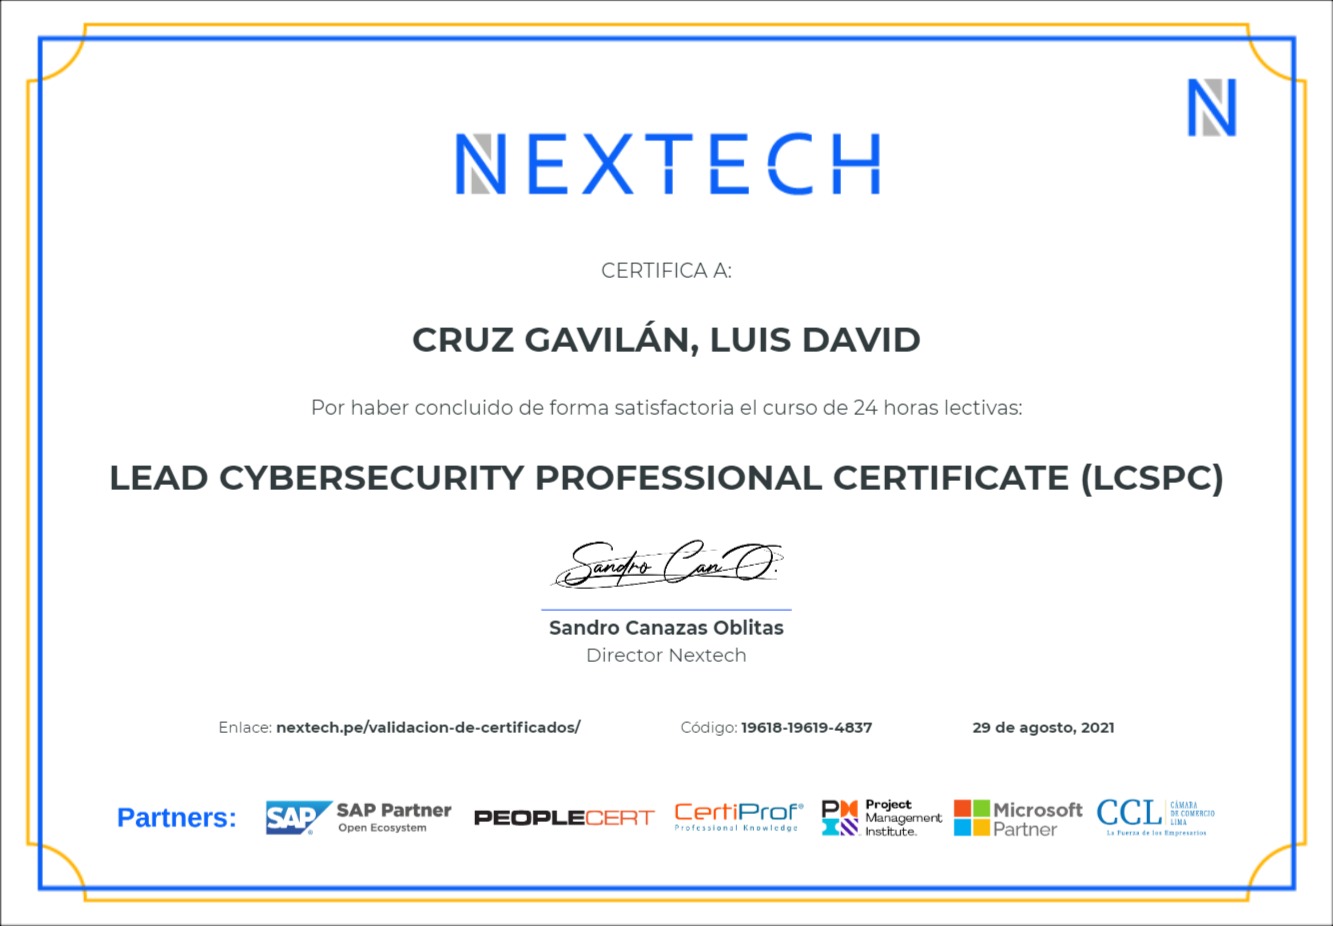 N
NEXTECH
CERTIFICA A:
CRUZ GAVILÁN, LUIS DAVID
Por haber concluido de forma satisfactoria el curso de 24 horas lectivas:
LEAD CYBERSECURITY PROFESSIONAL CERTIFICATE (LCSPC)
Sandro Can O.
Sandro Canazas Oblitas
Director Nextech
Enlace: nextech.pe/validacion-de-certificados/ Código: 19618-19619-4837 29 de agosto, 2021
Partners:
SAP® SAP Partner
Open Ecosystem
PEOPLECERT
CertiProf®
Professional Knowledge
PM
Project
Management
Institute.
Microsoft
Partner
CCL
CÁMARA
DE COMERCIO
LIMA
La Fuerza de los Empresarios